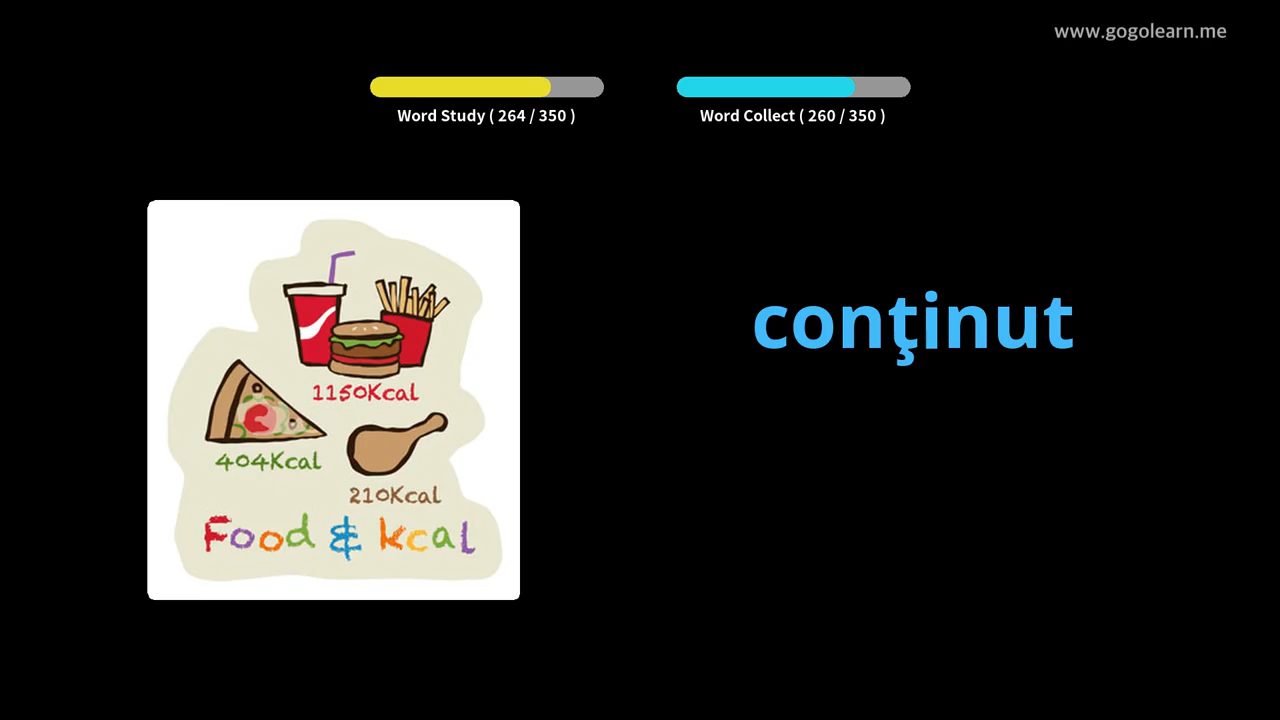 www.gogolearn.me
Word Study ( 264 / 350 )
Word Collect ( 260 / 350 )
conţinut
1150Kcal
404Kcal
210Kcal
Food & kcal